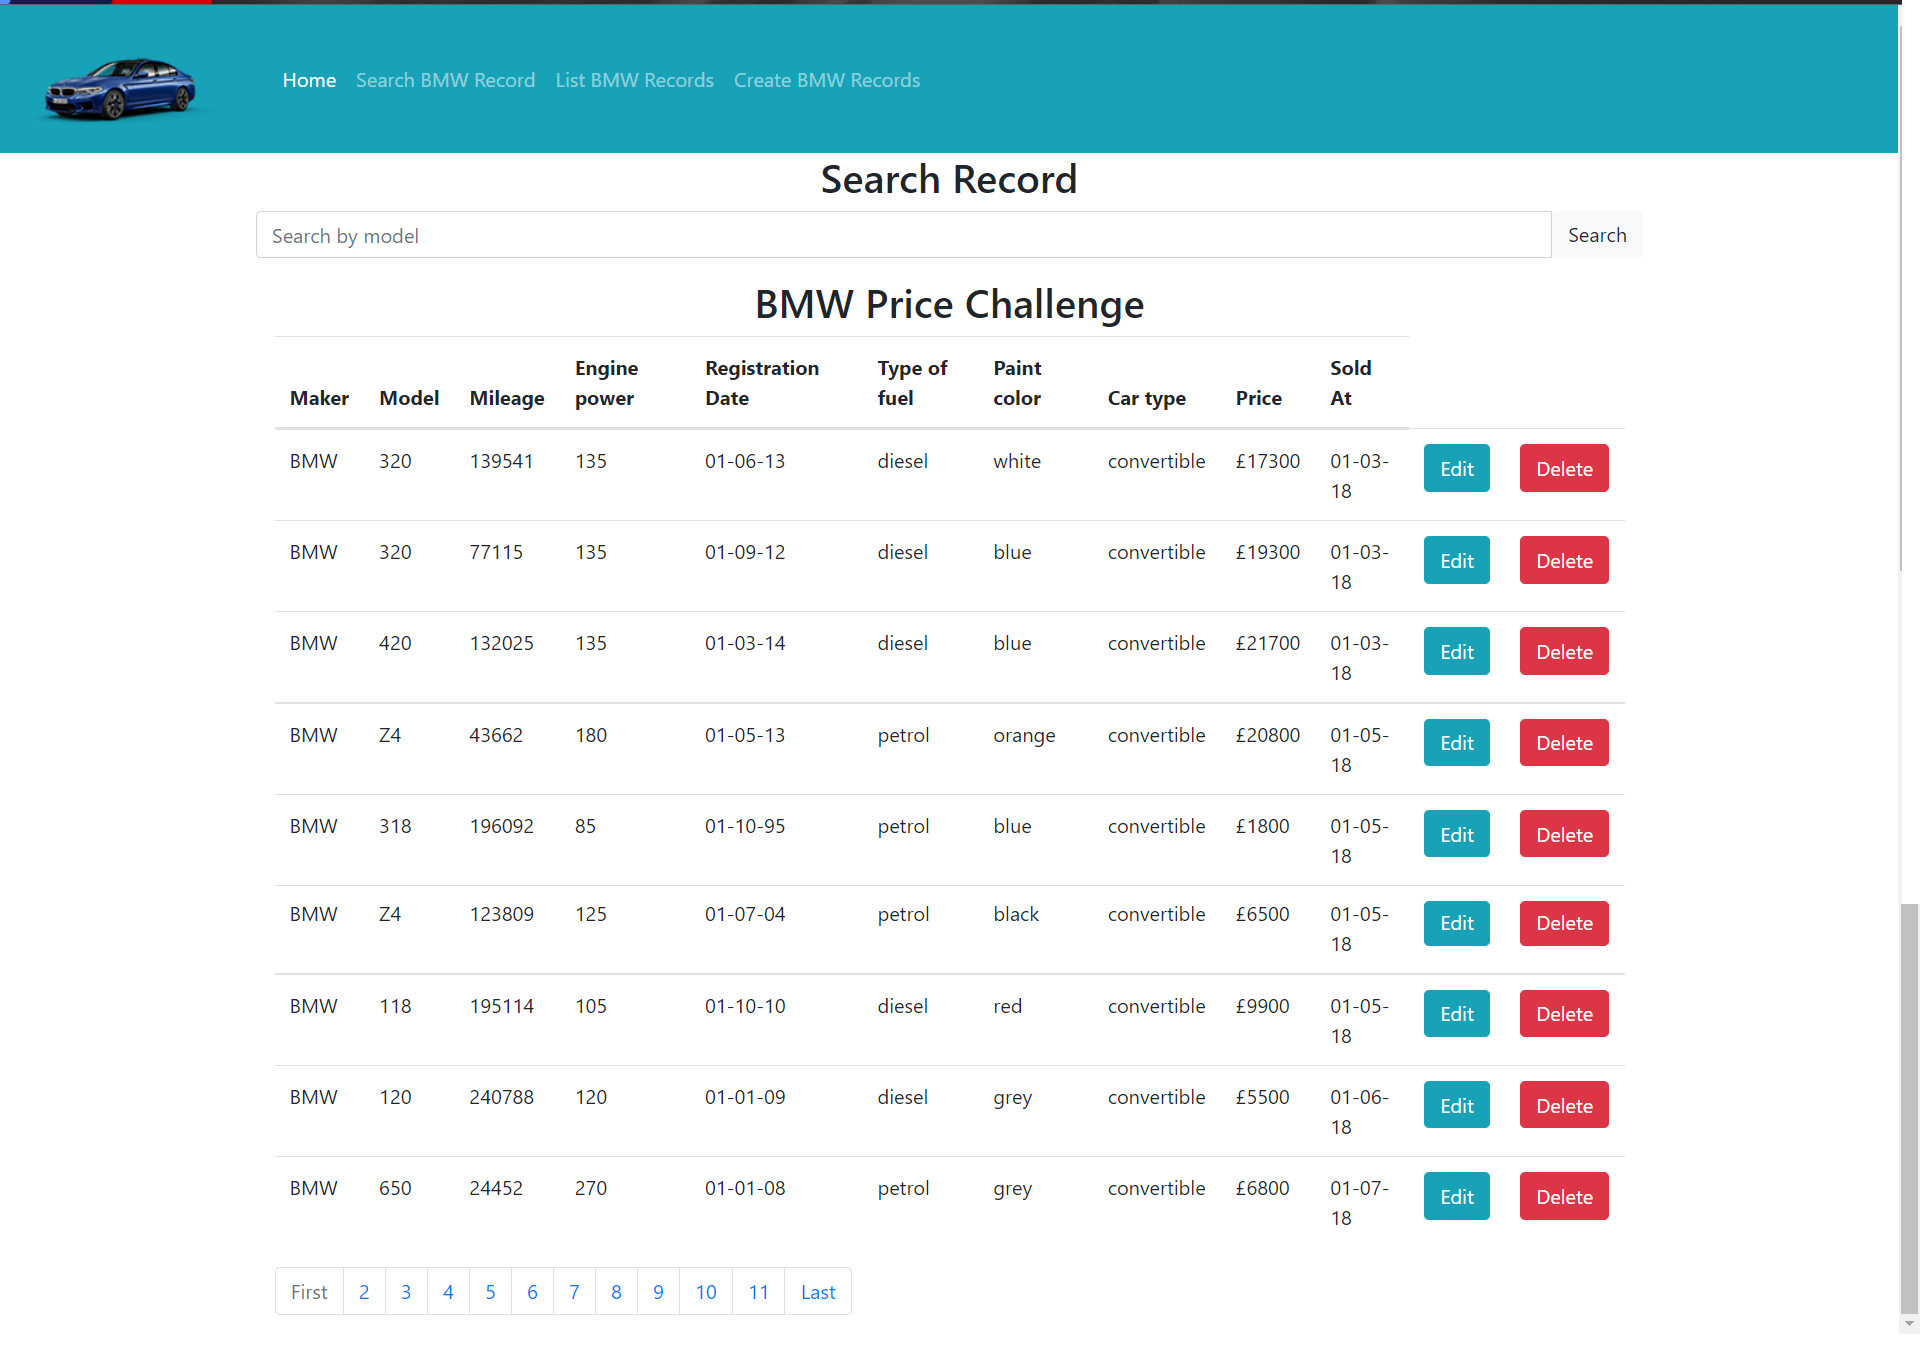 Home Search BMW Record List BMW Records Create BMW Records
Search Record
Search by model Search
BMW Price Challenge
Maker Model Mileage Engine power Registration Date Type of fuel Paint color Car type Price Sold At
BMW 320 139541 135 01-06-13 diesel white convertible £17300 01-03-18 Edit Delete
BMW 320 77115 135 01-09-12 diesel blue convertible £19300 01-03-18 Edit Delete
BMW 420 132025 135 01-03-14 diesel blue convertible £21700 01-03-18 Edit Delete
BMW Z4 43662 180 01-05-13 petrol orange convertible £20800 01-05-18 Edit Delete
BMW 318 196092 85 01-10-95 petrol blue convertible £1800 01-05-18 Edit Delete
BMW Z4 123809 125 01-07-04 petrol black convertible £6500 01-05-18 Edit Delete
BMW 118 195114 105 01-10-10 diesel red convertible £9900 01-05-18 Edit Delete
BMW 120 240788 120 01-01-09 diesel grey convertible £5500 01-06-18 Edit Delete
BMW 650 24452 270 01-01-08 petrol grey convertible £6800 01-07-18 Edit Delete
First 2 3 4 5 6 7 8 9 10 11 Last